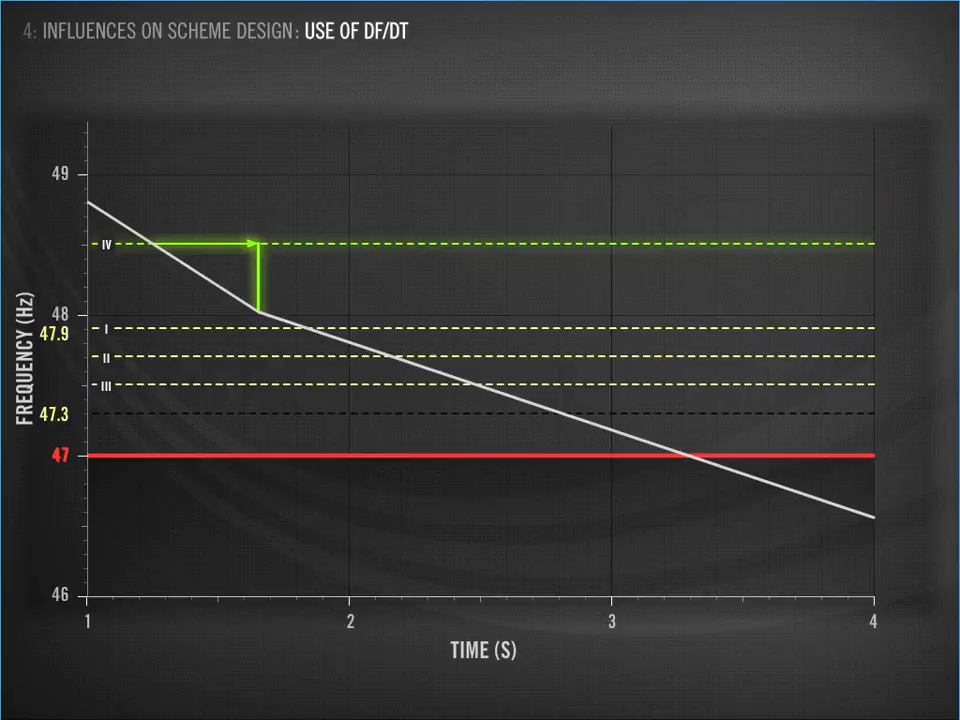 4: INFLUENCES ON SCHEME DESIGN: USE OF DF/DT
49
IV
48
I
47.9
II
III
47.3
47
46
FREQUENCY (Hz)
1 2 3 4
TIME (S)